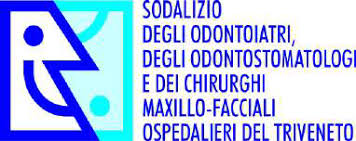 SODALIZIO
DEGLI ODONTOIATRI,
DEGLI ODONTOSTOMATOLOGI
E DEI CHIRURGHI
MAXILLO-FACCIALI
OSPEDALIERI DEL TRIVENETO